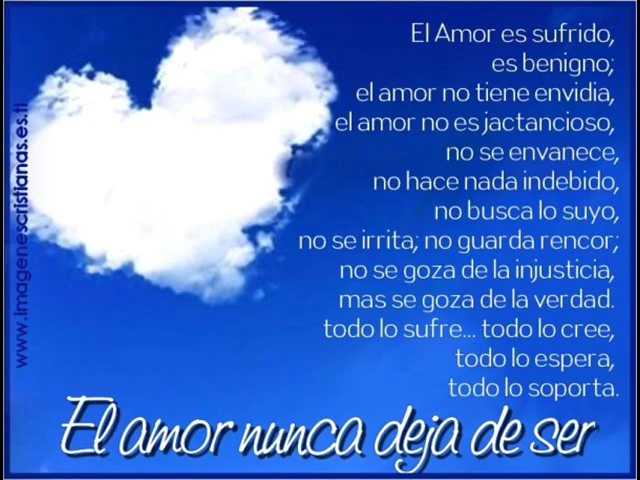 El Amor es sufrido,
es benigno;
el amor no tiene envidia,
el amor no es jactancioso,
no se envanece,
no hace nada indebido,
no busca lo suyo,
no se irrita; no guarda rencor;
no se goza de la injusticia,
mas se goza de la verdad.
todo lo sufre... todo lo cree,
todo lo espera,
todo lo soporta.
El amor nunca deja de ser
www.imagenescristianas.es.tl